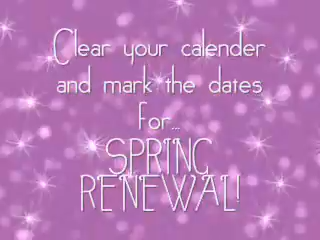 Clear your calender
and mark the dates
for...
SPRING
RENEWAL!